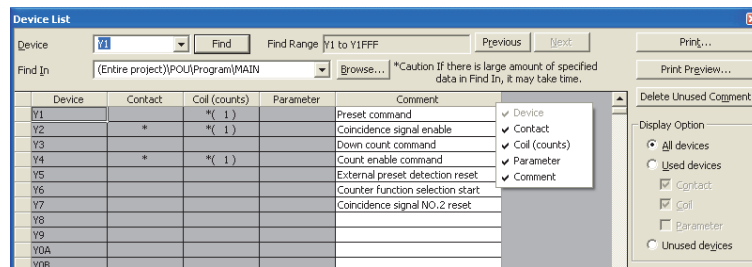 Device List
Device Y1 Find Find Range Y1 to Y1FFF Previous Next Print...
Find In (Entire project)\POU\Program\MAIN Browse... *Caution If there is large amount of specified data in Find In, it may take time. Print Preview...
Delete Unused Comment
Device Contact Coil (counts) Parameter Comment
Y1 *( 1 ) Preset command
Y2 * *( 1 ) Coincidence signal enable
Y3 Down count command
Y4 * *( 1 ) Count enable command
Y5 External preset detection reset
Y6 Counter function selection start
Y7 Coincidence signal NO.2 reset
Y8
Y9
Y0A
Y0B
Device
Contact
Coil (counts)
Parameter
Comment
Display Option
All devices
Used devices
Contact
Coil
Parameter
Unused devices